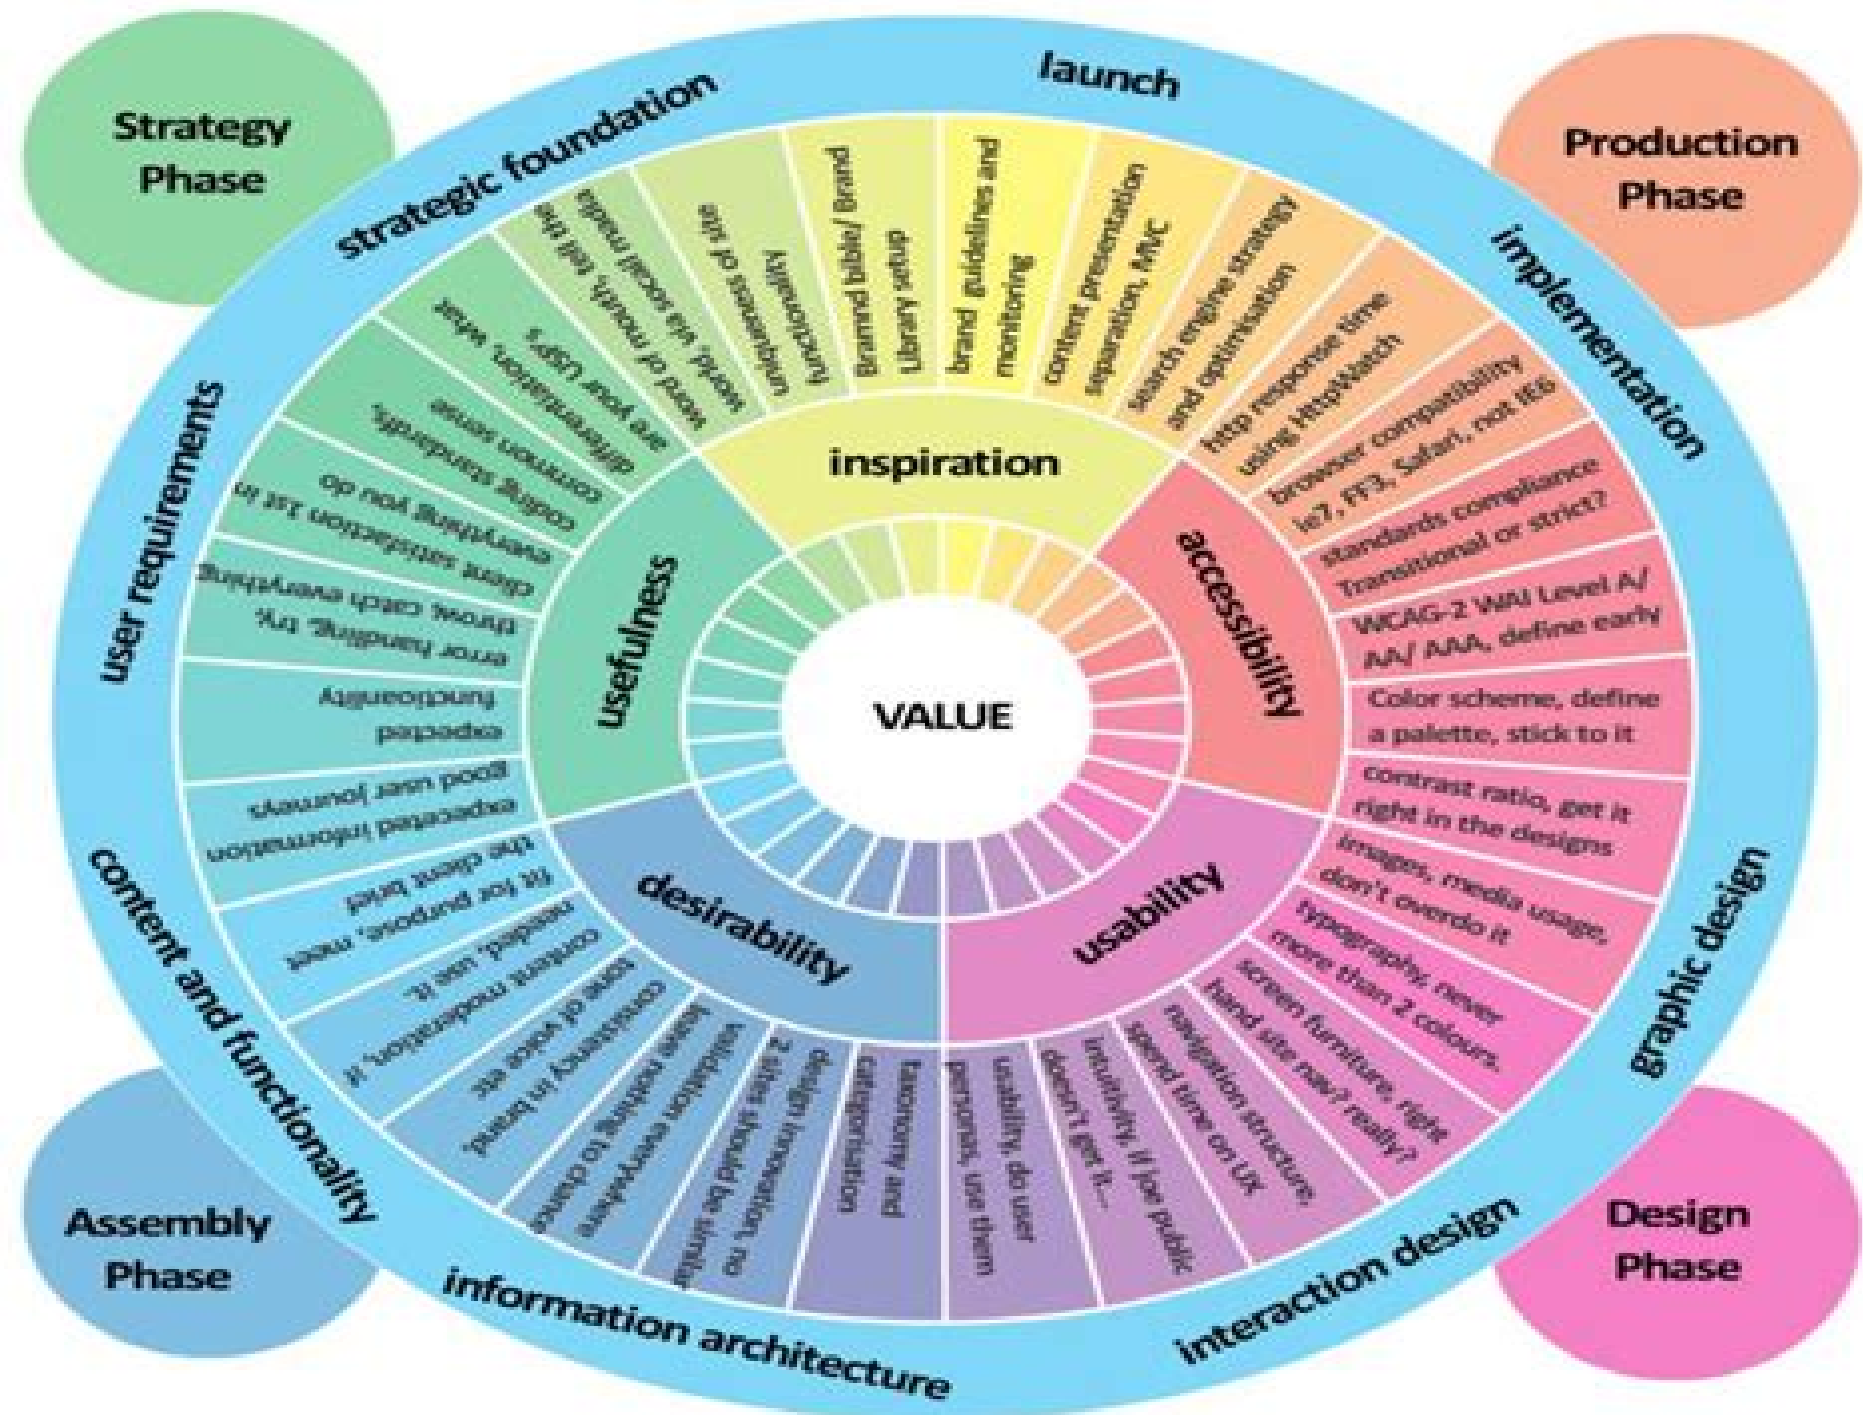 Strategy
Phase
Production
Phase
Assembly
Phase
Design
Phase
launch
implementation
graphic design
interaction design
information architecture
content and functionality
user requirements
strategic foundation
brand guidelines and
monitoring
content presentation
separation, MVC
search engine strategy
and optimisation
http response time
using HttpWatch
browser compatibility
ie7, FF3, Safari, not IE6
standards compliance
Transitional or strict?
WCAG-2 WAI Level A/
AA/ AAA, define early
Color scheme, define
a palette, stick to it
contrast ratio, get it
right in the designs
images, media usage,
don't overdo it
typography, never
more than 2 colours.
screen furniture, right
hand site nav? really?
navigation structure,
spend time on UX
intuitivity, if joe public
doesn't get it...
usability, do user
personas, use them
taxonomy and
catagorisation
design innovation, no
2 sites should be similar
validation everywhere
leave nothing to chance
consistency in brand,
tone of voice etc
content moderation, if
needed, use it.
fit for purpose, meet
the client brief
expeceted information
good user journeys
expected
functioanlity
error handling, try,
throw, catch everything
client satisfaction 1st in
everything you do
coding standards,
common sense
differentiation, what
are your USP's
word of mouth, tell the
world, via social media
uniqueness of site
functionality
Bramnd bible/ Brand
Library setup
inspiration
accessibility
usability
desirability
usefulness
VALUE